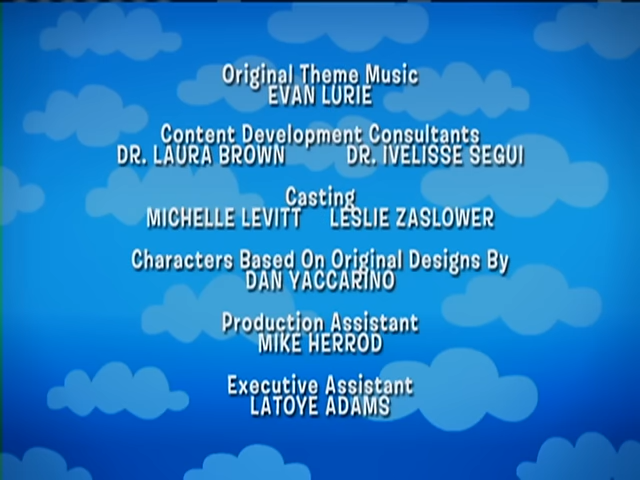 Original Theme Music
EVAN LURIE
Content Development Consultants
DR. LAURA BROWN DR. IVELISSE SEGUI
Casting
MICHELLE LEVITT LESLIE ZASLOWER
Characters Based On Original Designs By
DAN YACCARINO
Production Assistant
MIKE HERROD
Executive Assistant
LATOYE ADAMS